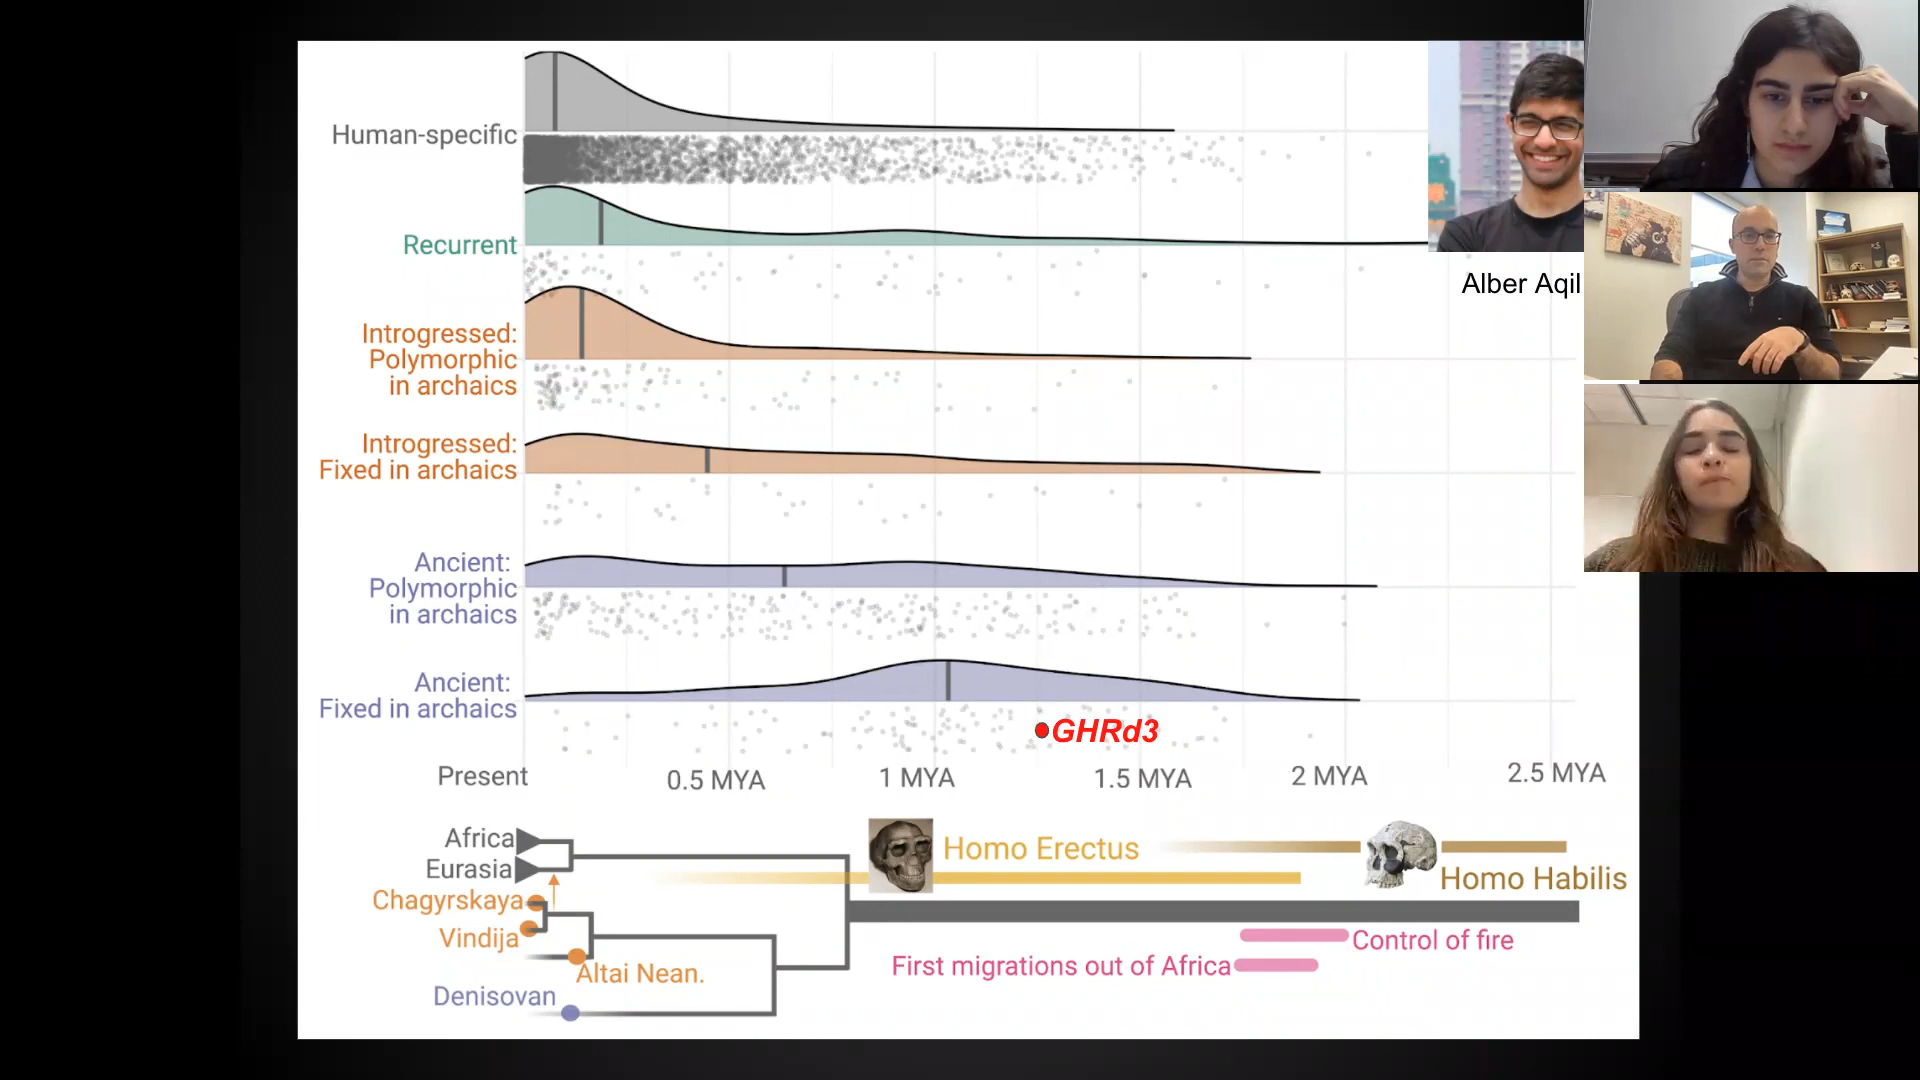 Human-specific
Recurrent
Alber Aqil
Introgressed:
Polymorphic
in archaics
Introgressed:
Fixed in archaics
Ancient:
Polymorphic
in archaics
Ancient:
Fixed in archaics
GHRd3
Present
0.5 MYA
1 MYA
1.5 MYA
2 MYA
2.5 MYA
Africa
Eurasia
Chagyrskaya
Vindija
Altai Nean.
Denisovan
Homo Erectus
Homo Habilis
Control of fire
First migrations out of Africa